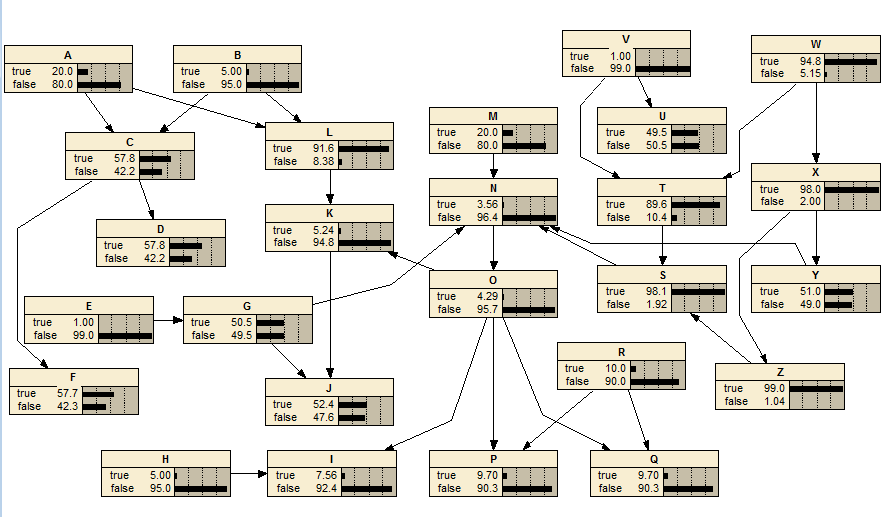 A
true 20.0
false 80.0
B
true 5.00
false 95.0
V
true 1.00
false 99.0
W
true 94.8
false 5.15
C
true 57.8
false 42.2
L
true 91.6
false 8.38
M
true 20.0
false 80.0
U
true 49.5
false 50.5
X
true 98.0
false 2.00
D
true 57.8
false 42.2
K
true 5.24
false 94.8
N
true 3.56
false 96.4
T
true 89.6
false 10.4
E
true 1.00
false 99.0
G
true 50.5
false 49.5
O
true 4.29
false 95.7
S
true 98.1
false 1.92
Y
true 51.0
false 49.0
F
true 57.7
false 42.3
J
true 52.4
false 47.6
R
true 10.0
false 90.0
Z
true 99.0
false 1.04
H
true 5.00
false 95.0
I
true 7.56
false 92.4
P
true 9.70
false 90.3
Q
true 9.70
false 90.3